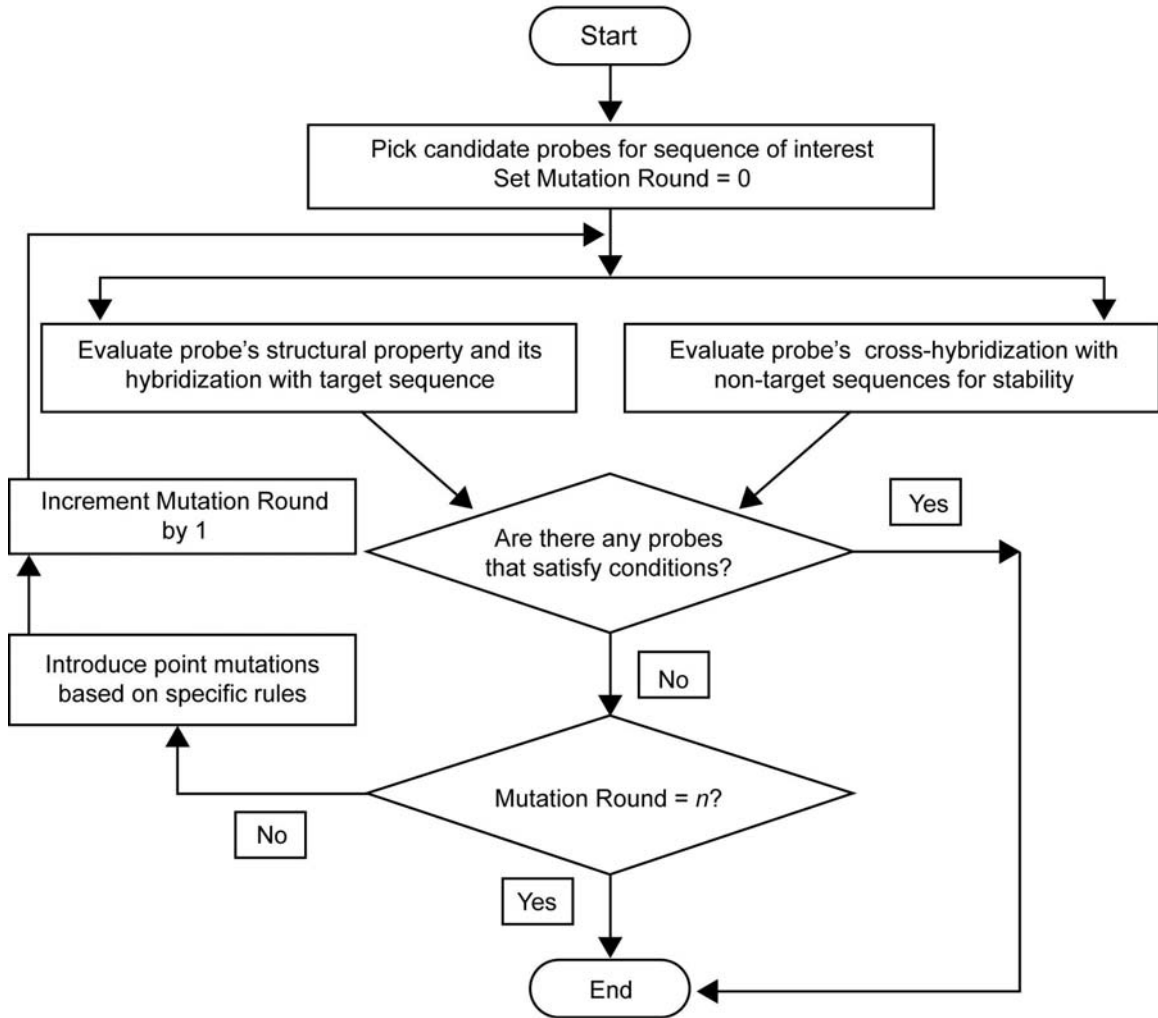 Start
Pick candidate probes for sequence of interest
Set Mutation Round = 0
Evaluate probe's structural property and its
hybridization with target sequence
Evaluate probe's cross-hybridization with
non-target sequences for stability
Increment Mutation Round
by 1
Are there any probes
that satisfy conditions?
Yes
Introduce point mutations
based on specific rules
No
Mutation Round = n?
No
Yes
End